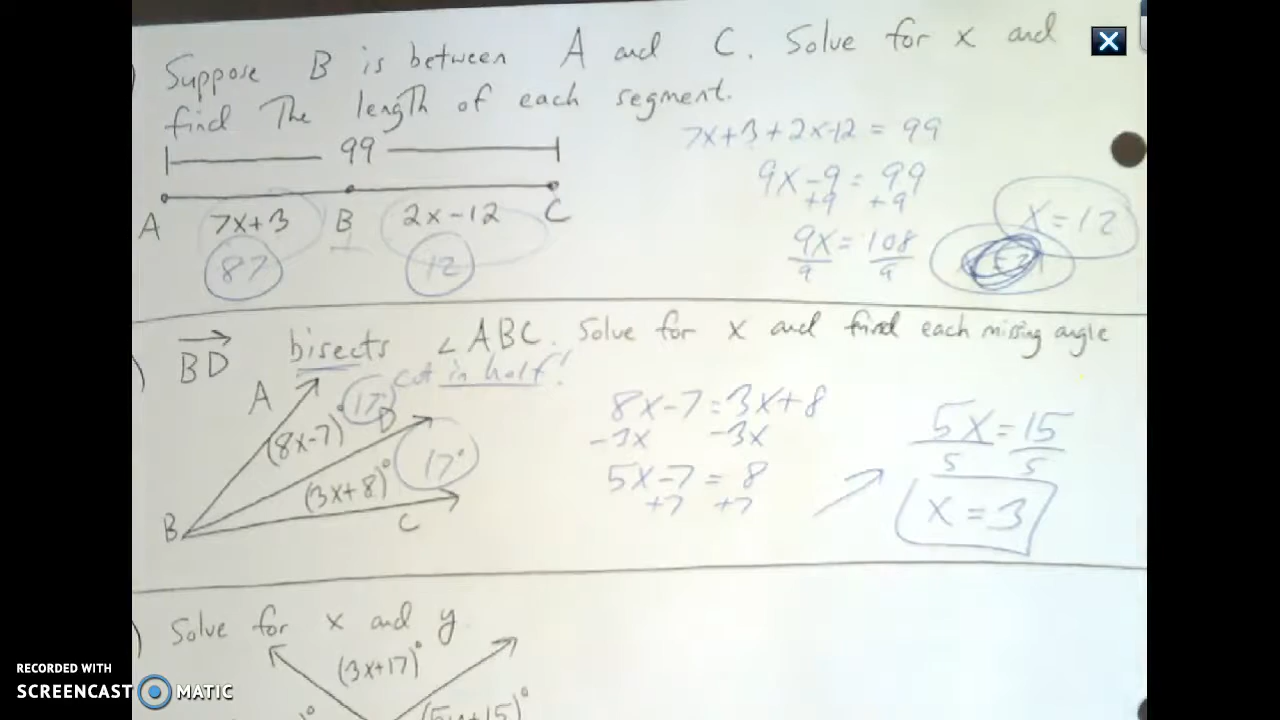 ) Suppose B is between A and C. Solve for x and
find The length of each segment.
7x+3+2x-12 = 99
99
9x-9 = 99
+9 +9
A 7x+3 B 2x-12 C
x=12
9x = 108
9 9
87 12
) BD bisects ∠ABC. Solve for x and find each missing angle
cut in half!
A 17° D
8x-7=3x+8
-3x -3x
5x=15
5 5
(8x-7)°
17°
5x-7 = 8
+7 +7
(3x+8)°
x = 3
B C
) Solve for x and y
(3x+17)°
(5y+15)°
RECORDED WITH
SCREENCAST MATIC